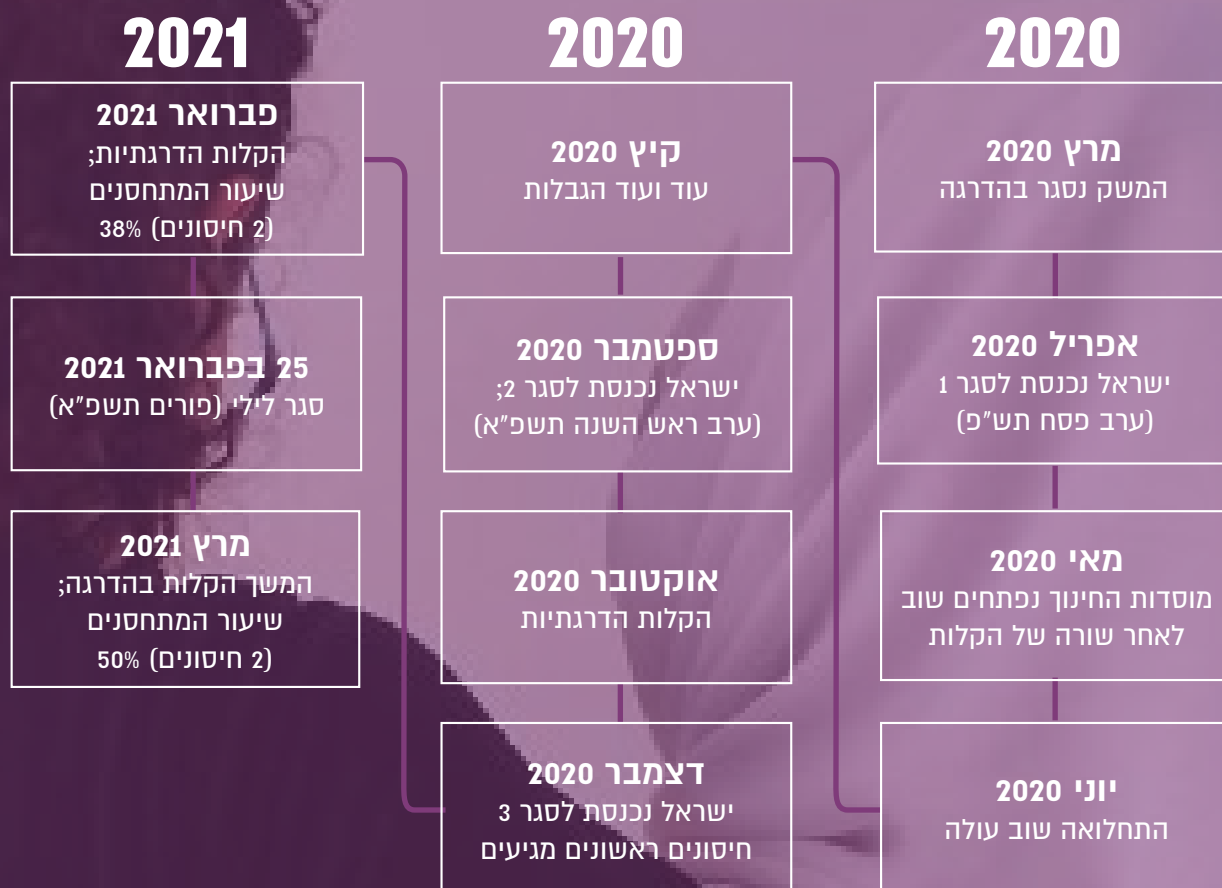 2020
מרץ 2020
המשק נסגר בהדרגה
אפריל 2020
ישראל נכנסת לסגר 1
(ערב פסח תש"פ)
מאי 2020
מוסדות החינוך נפתחים שוב
לאחר שורה של הקלות
יוני 2020
התחלואה שוב עולה
2020
קיץ 2020
עוד ועוד הגבלות
ספטמבר 2020
ישראל נכנסת לסגר 2;
(ערב ראש השנה תשפ"א)
אוקטובר 2020
הקלות הדרגתיות
דצמבר 2020
ישראל נכנסת לסגר 3
חיסונים ראשונים מגיעים
2021
פברואר 2021
הקלות הדרגתיות;
שיעור המתחסנים
(2 חיסונים) 38%
25 בפברואר 2021
סגר לילי (פורים תשפ"א)
מרץ 2021
המשך הקלות בהדרגה;
שיעור המתחסנים
(2 חיסונים) 50%